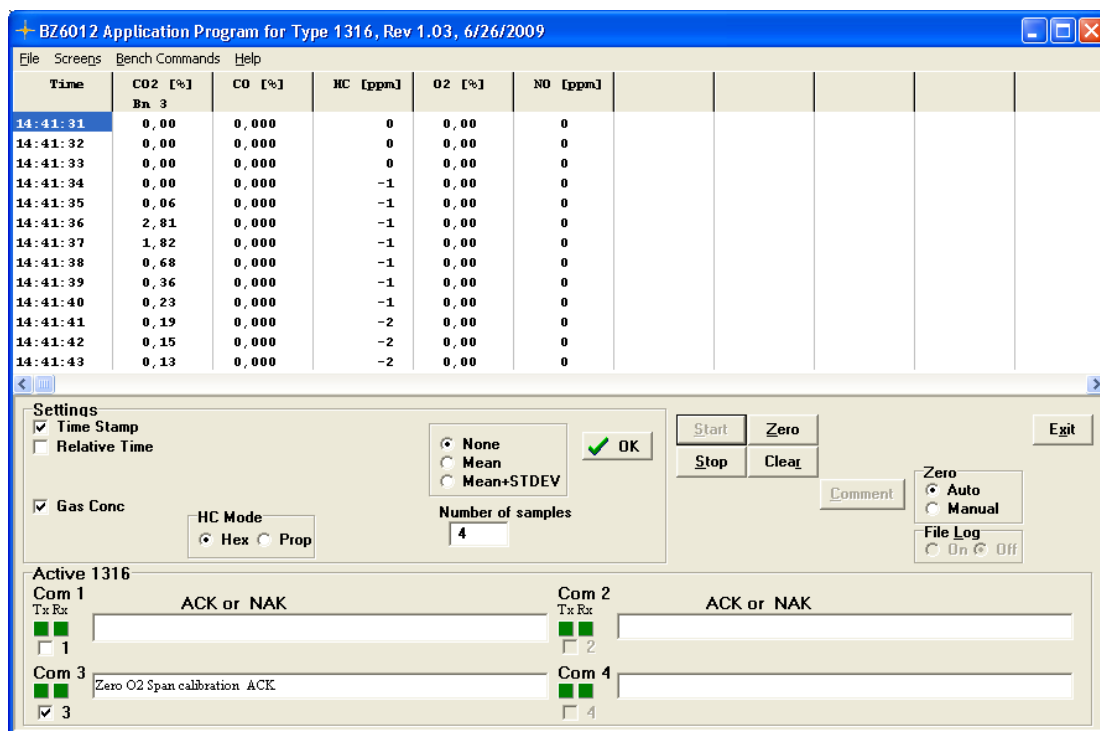 BZ6012 Application Program for Type 1316, Rev 1.03, 6/26/2009
File Screens Bench Commands Help
Time CO2 [%] CO [%] HC [ppm] O2 [%] NO [ppm]
Bn 3
14:41:31 0,00 0,000 0 0,00 0
14:41:32 0,00 0,000 0 0,00 0
14:41:33 0,00 0,000 0 0,00 0
14:41:34 0,00 0,000 -1 0,00 0
14:41:35 0,06 0,000 -1 0,00 0
14:41:36 2,81 0,000 -1 0,00 0
14:41:37 1,82 0,000 -1 0,00 0
14:41:38 0,68 0,000 -1 0,00 0
14:41:39 0,36 0,000 -1 0,00 0
14:41:40 0,23 0,000 -1 0,00 0
14:41:41 0,19 0,000 -2 0,00 0
14:41:42 0,15 0,000 -2 0,00 0
14:41:43 0,13 0,000 -2 0,00 0
Settings
Time Stamp
Relative Time
Gas Conc
HC Mode
Hex Prop
None
Mean
Mean+STDEV
OK
Number of samples
4
Start Zero
Stop Clear
Comment
Exit
Zero
Auto
Manual
File Log
On Off
Active 1316
Com 1 ACK or NAK
Tx Rx
1
Com 2 ACK or NAK
Tx Rx
2
Com 3
Zero O2 Span calibration ACK
3
Com 4
4